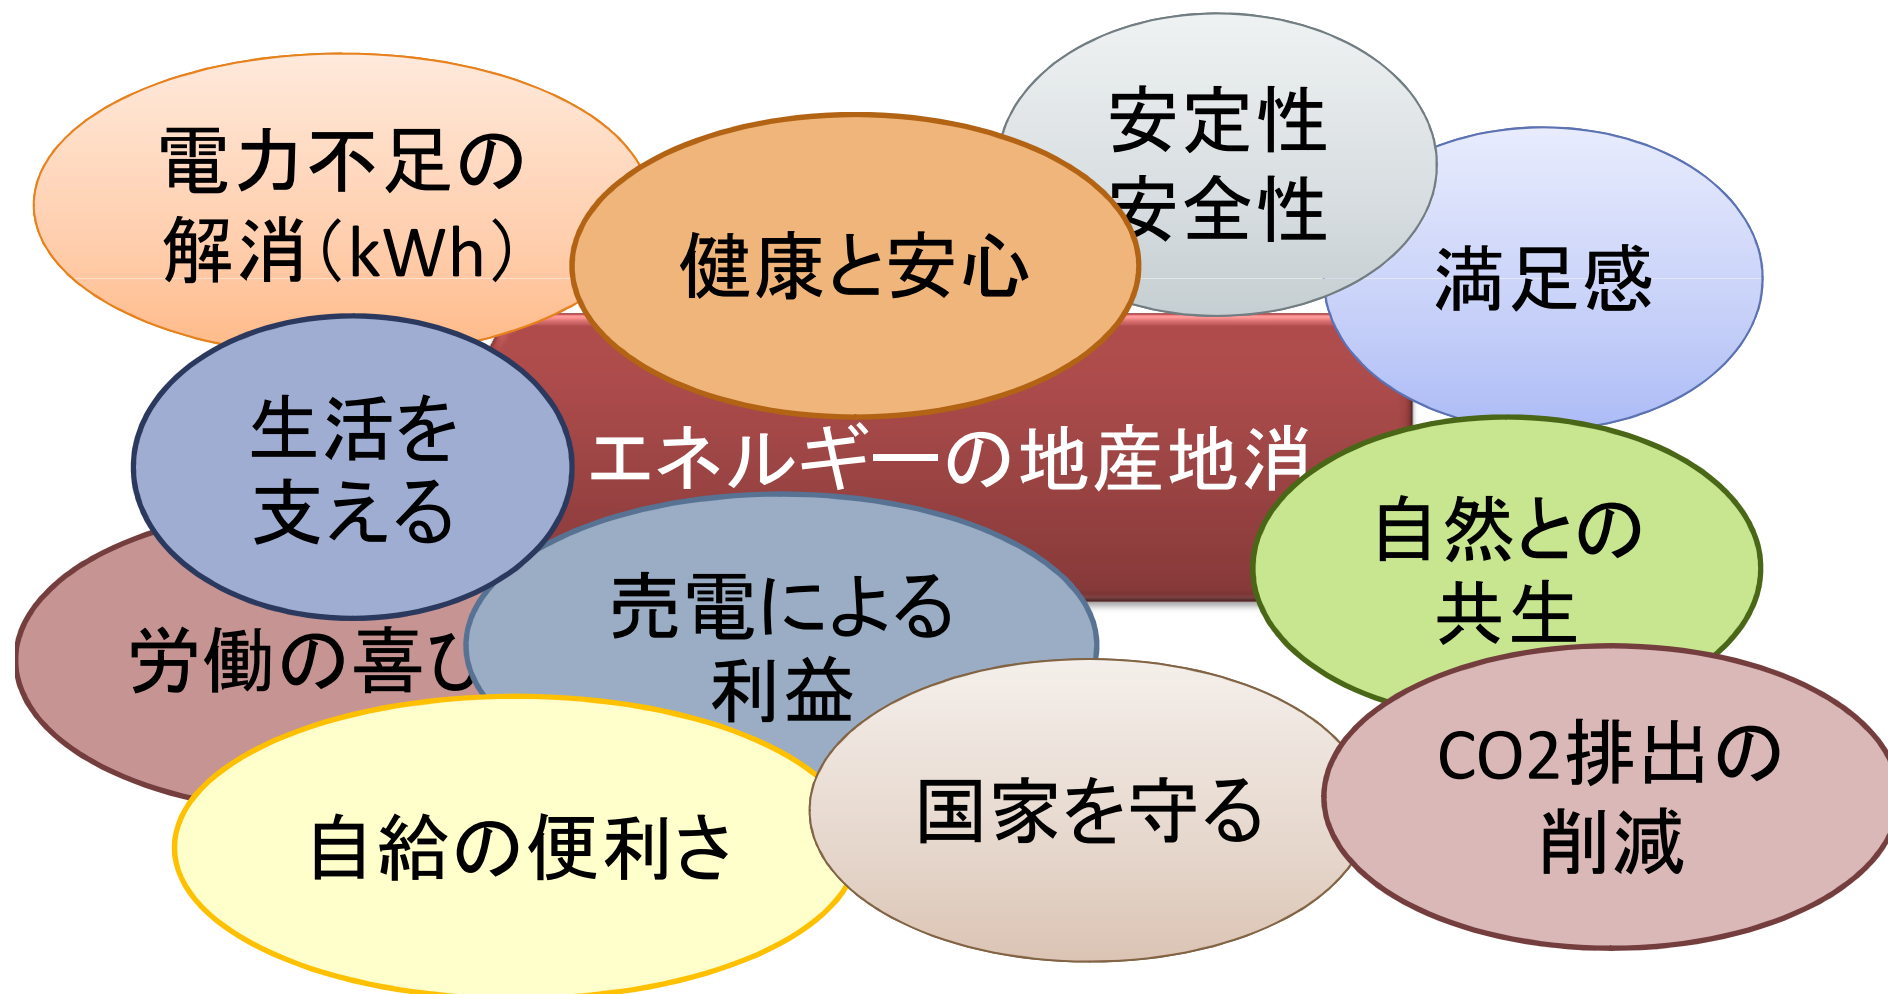 電力不足の
解消(kWh)
健康と安心
安定性
安全性
満足感
生活を
支える
エネルギーの地産地消
自然との
共生
労働の喜び
売電による
利益
自給の便利さ
国家を守る
CO2排出の
削減